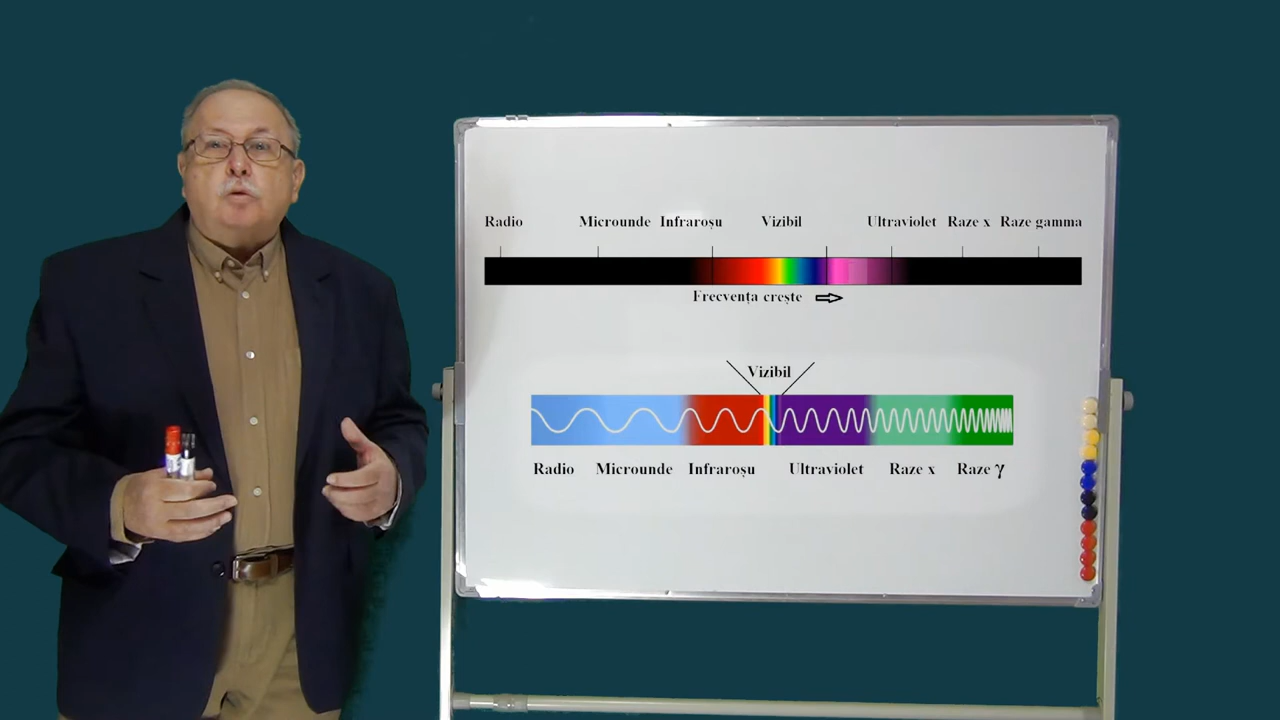 Radio Microunde Infraroșu Vizibil Ultraviolet Raze x Raze gamma
Frecvența crește
Vizibil
Radio Microunde Infraroșu Ultraviolet Raze x Raze γ